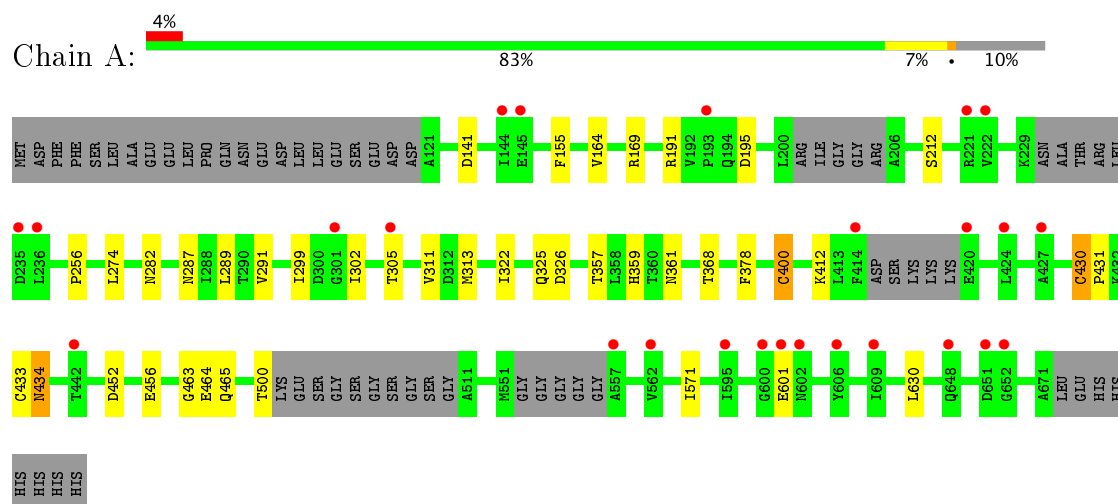 4%
Chain A:
83% 7% • 10%
MET ASP PHE PHE SER LEU ALA GLU GLU LEU PRO GLN ASN GLU ASP LEU LEU GLU SER GLU ASP ASP A121 D141 I144 E145 F155 V164 R169 R191 V192 P193 Q194 D195 L200 ARG ILE GLY GLY ARG A206 S212 R221 V222 K229 ASN ALA THR ARG LEU
D235 L236 P256 L274 N282 N287 I288 L289 T290 V291 I299 D300 G301 I302 T305 V311 D312 M313 I322 Q325 D326 T357 L358 H359 T360 N361 T368 F378 C400 K412 L413 F414 ASP SER LYS LYS LYS E420 L424 A427 C430 P431 K432
C433 N434 T442 D452 E456 G463 E464 Q465 T500 LYS GLU SER GLY SER GLY SER GLY SER GLY A511 M551 GLY GLY GLY GLY GLY A557 V562 I571 I595 G600 E601 N602 Y606 I609 L630 Q648 D651 G652 A671 LEU GLU HIS HIS
HIS HIS HIS HIS